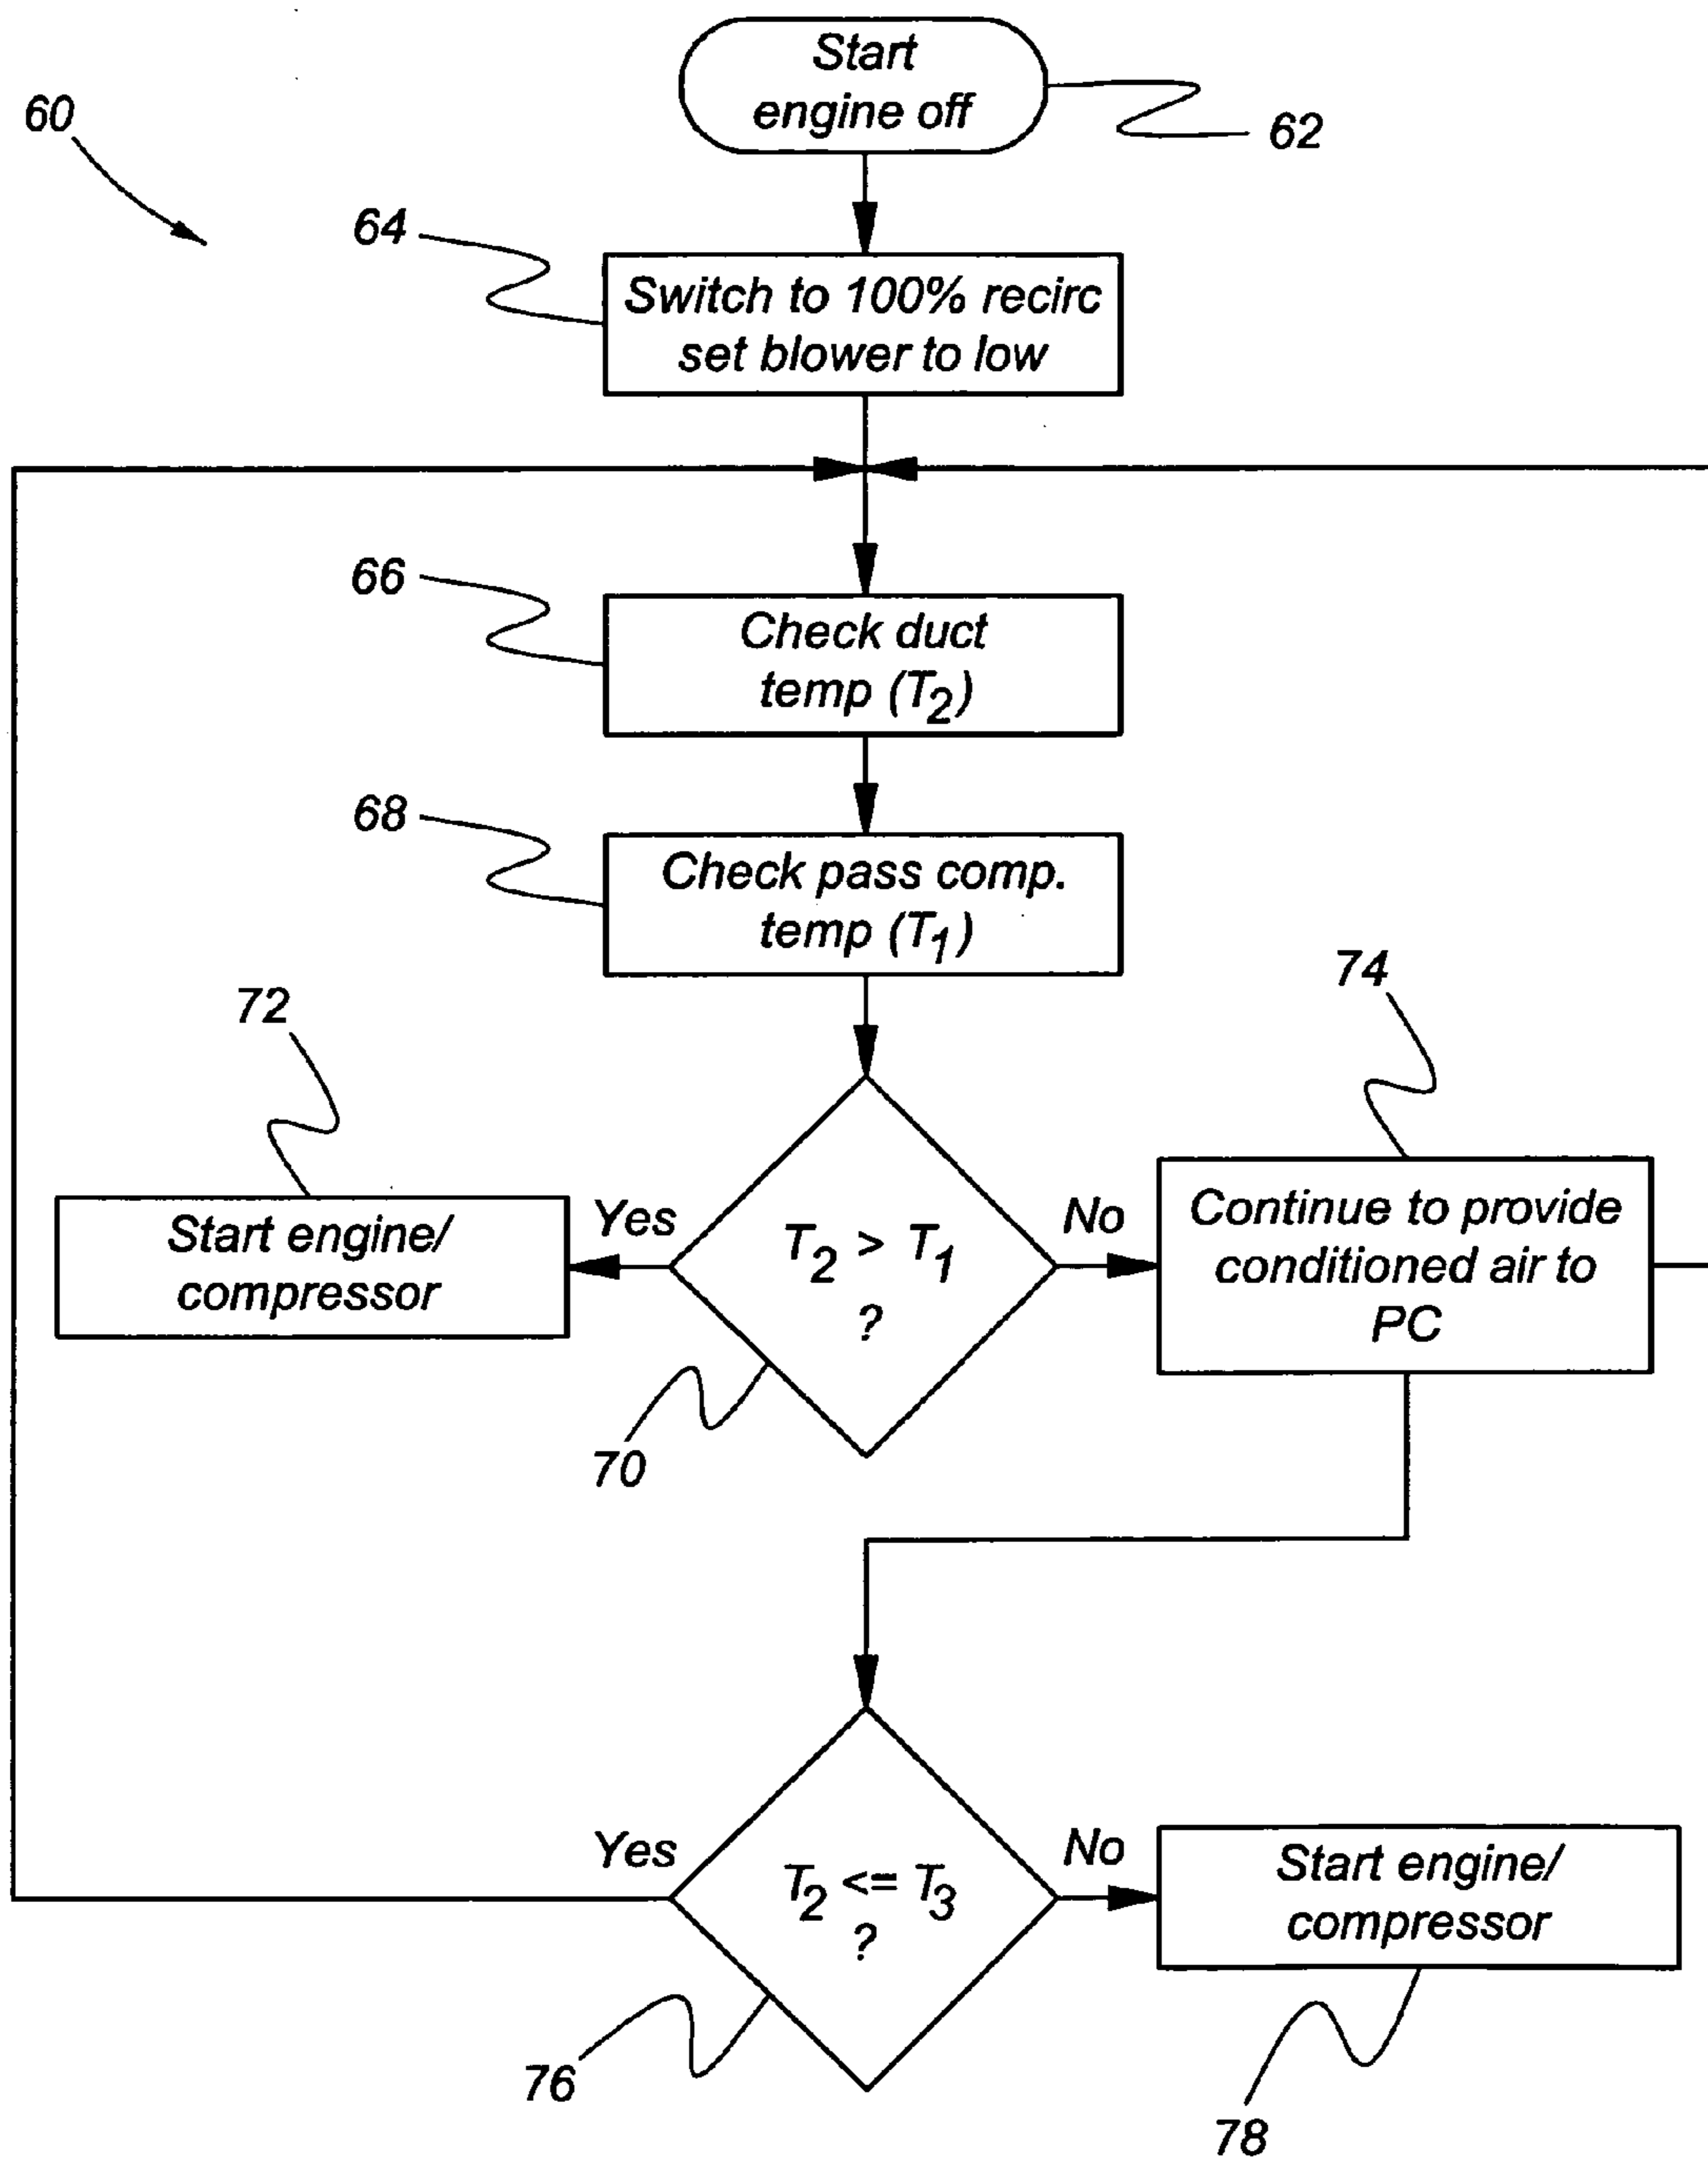 60
Start
engine off
62
64
Switch to 100% recirc
set blower to low
66
Check duct
temp (T2)
68
Check pass comp.
temp (T1)
72
74
Start engine/
compressor
Yes
T2 > T1
?
No
Continue to provide
conditioned air to
PC
70
Yes
T2 <= T3
?
No
Start engine/
compressor
76
78